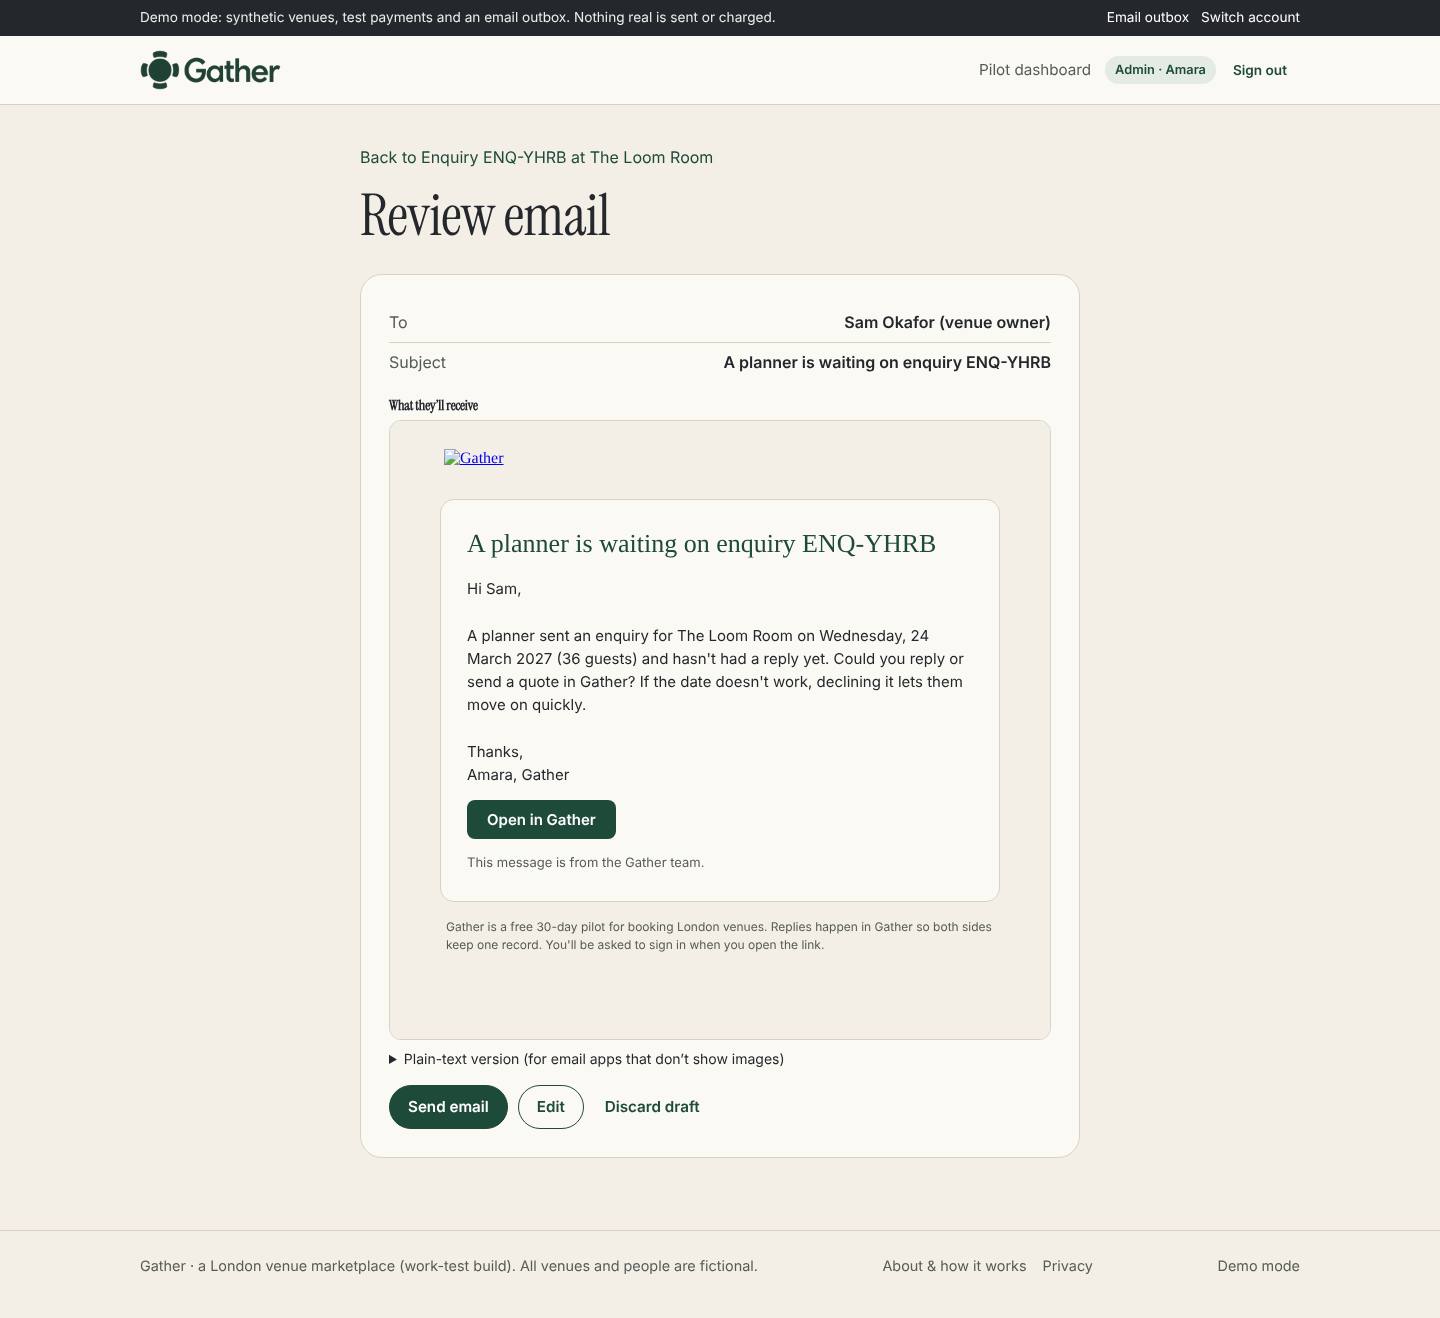 Demo mode: synthetic venues, test payments and an email outbox. Nothing real is sent or charged.
Email outbox
Switch account
Gather
Pilot dashboard
Admin · Amara
Sign out
Back to Enquiry ENQ-YHRB at The Loom Room
Review email
To
Sam Okafor (venue owner)
Subject
A planner is waiting on enquiry ENQ-YHRB
What they’ll receive
Gather
A planner is waiting on enquiry ENQ-YHRB
Hi Sam,
A planner sent an enquiry for The Loom Room on Wednesday, 24
March 2027 (36 guests) and hasn't had a reply yet. Could you reply or
send a quote in Gather? If the date doesn't work, declining it lets them
move on quickly.
Thanks,
Amara, Gather
Open in Gather
This message is from the Gather team.
Gather is a free 30-day pilot for booking London venues. Replies happen in Gather so both sides
keep one record. You'll be asked to sign in when you open the link.
Plain-text version (for email apps that don’t show images)
Send email
Edit
Discard draft
Gather · a London venue marketplace (work-test build). All venues and people are fictional.
About & how it works
Privacy
Demo mode